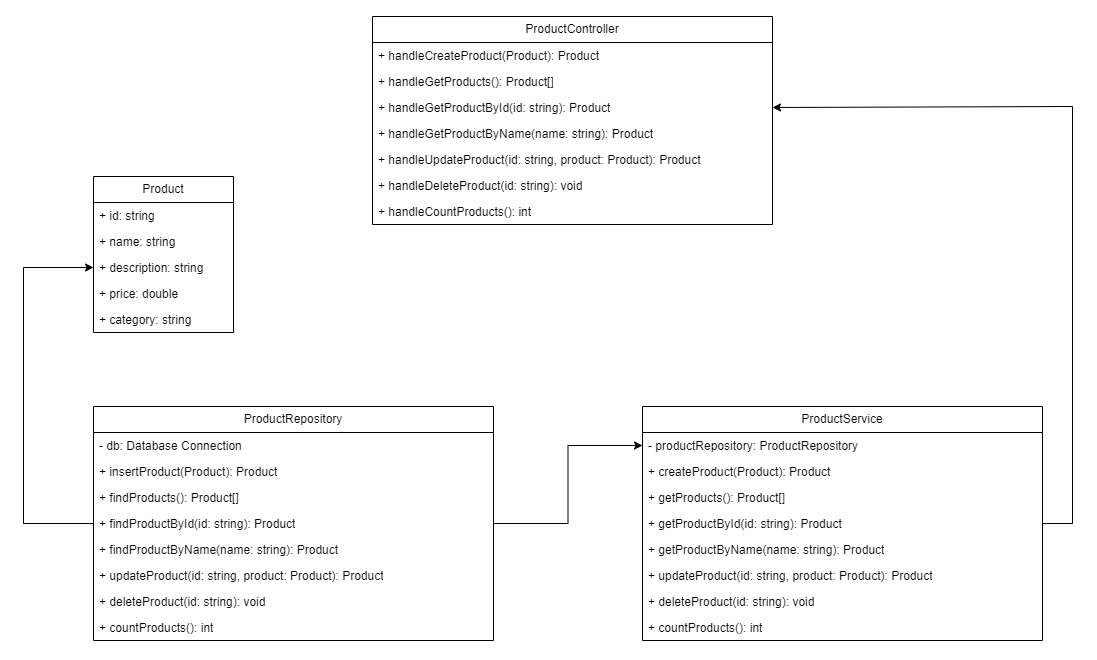 ProductController
+ handleCreateProduct(Product): Product
+ handleGetProducts(): Product[]
+ handleGetProductById(id: string): Product
+ handleGetProductByName(name: string): Product
+ handleUpdateProduct(id: string, product: Product): Product
+ handleDeleteProduct(id: string): void
+ handleCountProducts(): int
Product
+ id: string
+ name: string
+ description: string
+ price: double
+ category: string
ProductRepository
- db: Database Connection
+ insertProduct(Product): Product
+ findProducts(): Product[]
+ findProductById(id: string): Product
+ findProductByName(name: string): Product
+ updateProduct(id: string, product: Product): Product
+ deleteProduct(id: string): void
+ countProducts(): int
ProductService
- productRepository: ProductRepository
+ createProduct(Product): Product
+ getProducts(): Product[]
+ getProductById(id: string): Product
+ getProductByName(name: string): Product
+ updateProduct(id: string, product: Product): Product
+ deleteProduct(id: string): void
+ countProducts(): int